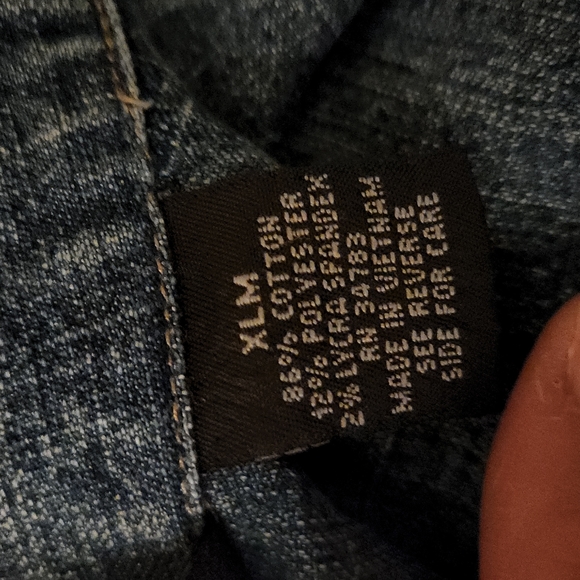 XLM
86% COTTON
12% POLYESTER
2% LYCRA SPANDEX
RN 34783
MADE IN VIETNAM
SEE REVERSE
SIDE FOR CARE